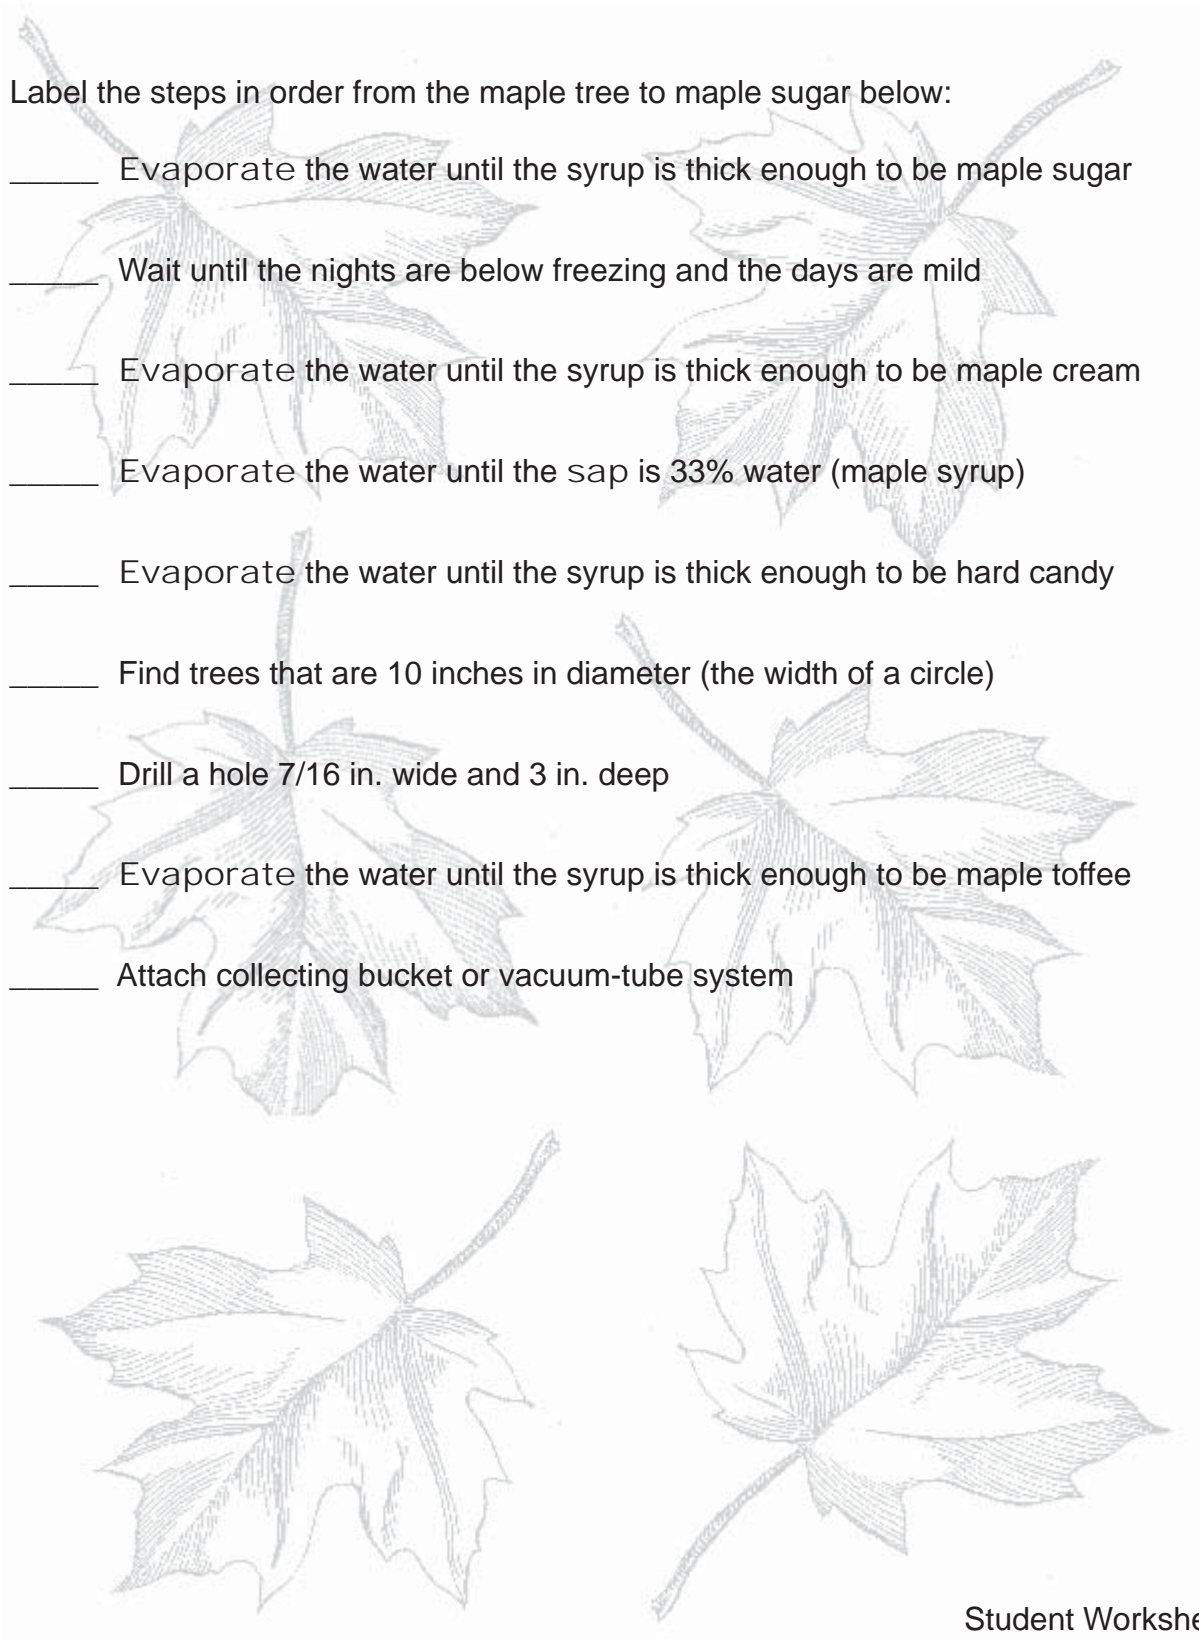 Label the steps in order from the maple tree to maple sugar below:
_____ Evaporate the water until the syrup is thick enough to be maple sugar
_____ Wait until the nights are below freezing and the days are mild
_____ Evaporate the water until the syrup is thick enough to be maple cream
_____ Evaporate the water until the sap is 33% water (maple syrup)
_____ Evaporate the water until the syrup is thick enough to be hard candy
_____ Find trees that are 10 inches in diameter (the width of a circle)
_____ Drill a hole 7/16 in. wide and 3 in. deep
_____ Evaporate the water until the syrup is thick enough to be maple toffee
_____ Attach collecting bucket or vacuum-tube system
Student Workshe